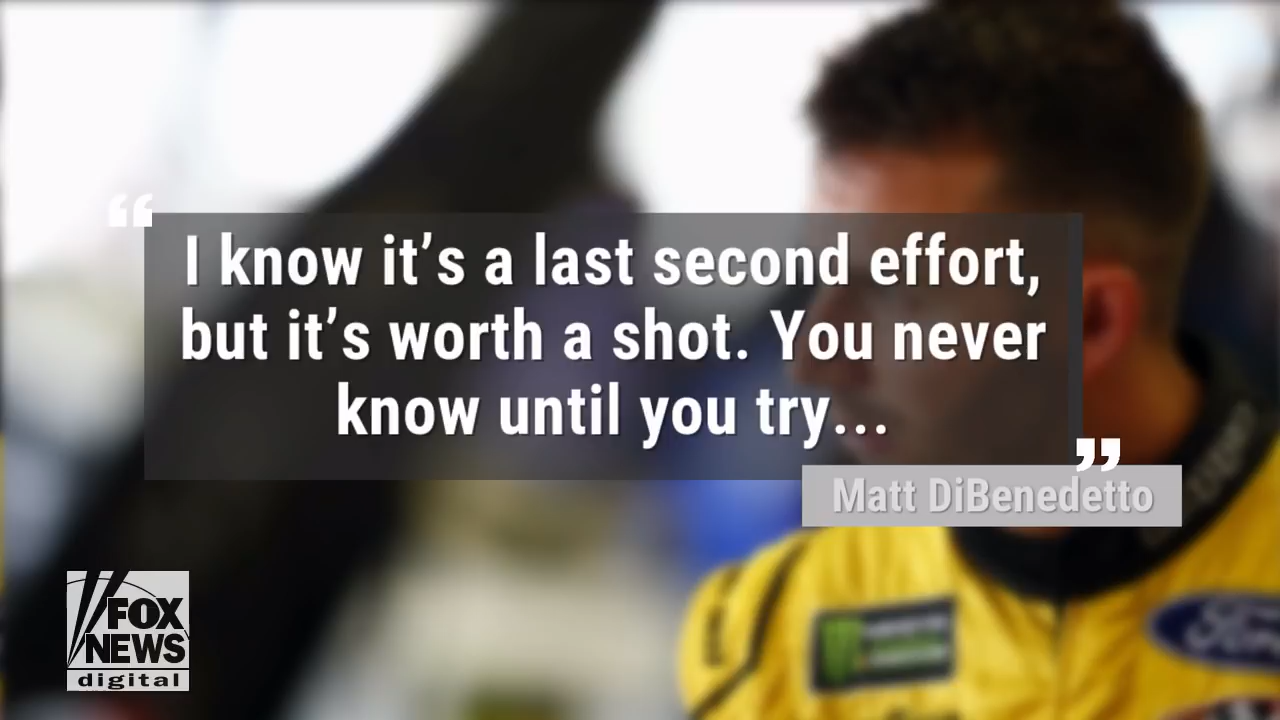 “
I know it’s a last second effort,
but it’s worth a shot. You never
know until you try...
”
Matt DiBenedetto
FOX
NEWS
digital
Ford